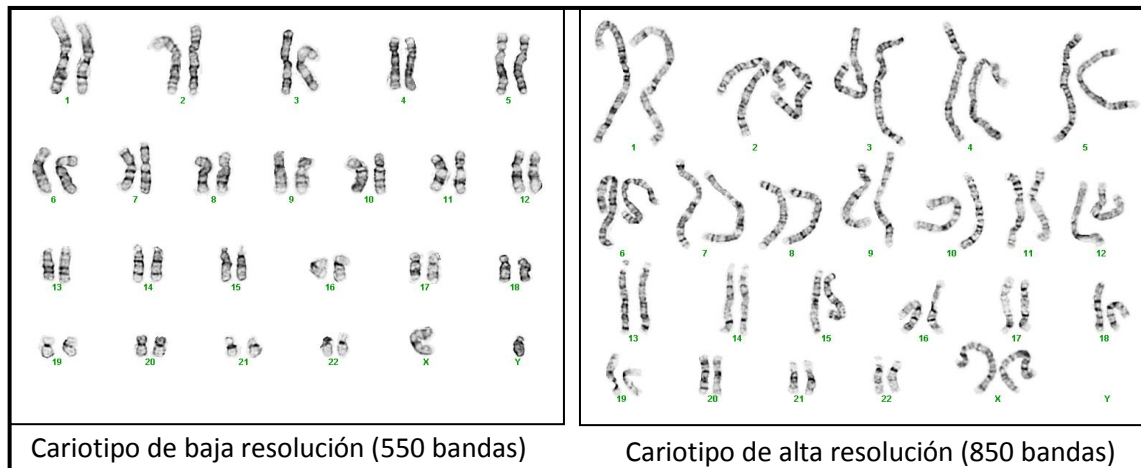 1 2 3 4 5
6 7 8 9 10 11 12
13 14 15 16 17 18
19 20 21 22 X Y
Cariotipo de baja resolución (550 bandas)
1 2 3 4 5
6 7 8 9 10 11 12
13 14 15 16 17 18
19 20 21 22 X Y
Cariotipo de alta resolución (850 bandas)